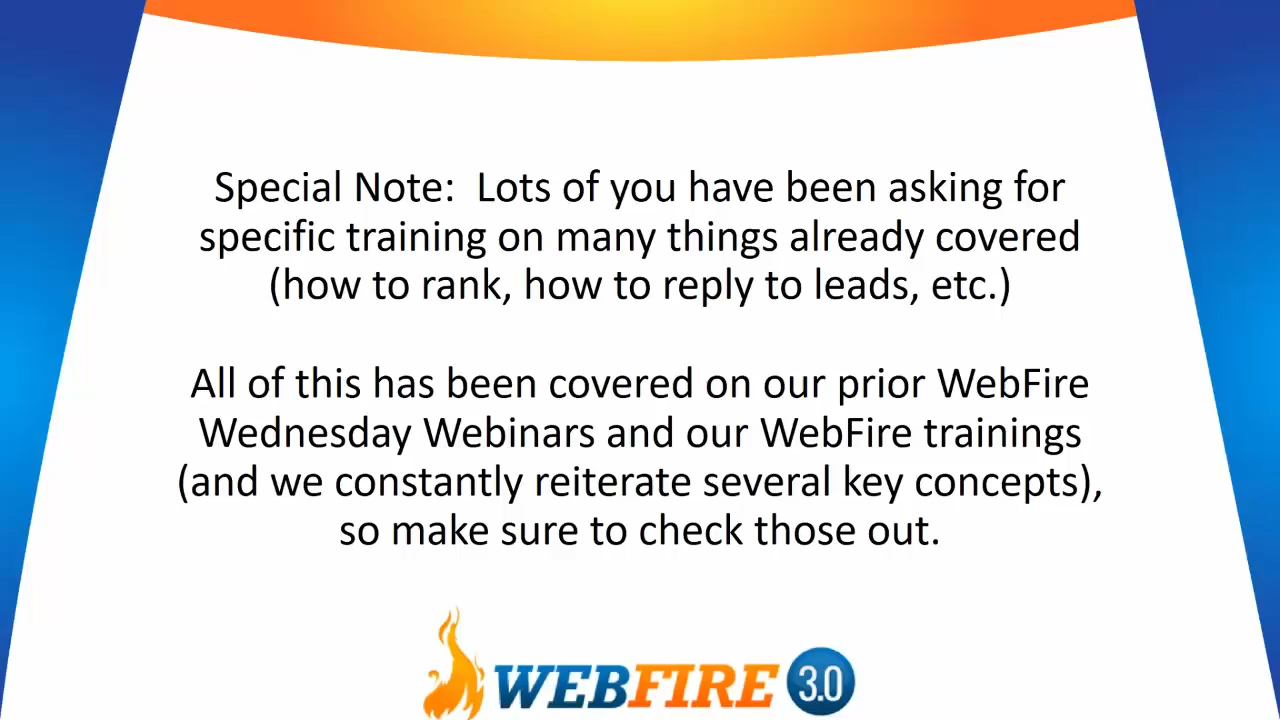 Special Note:  Lots of you have been asking for
specific training on many things already covered
(how to rank, how to reply to leads, etc.)
All of this has been covered on our prior WebFire
Wednesday Webinars and our WebFire trainings
(and we constantly reiterate several key concepts),
so make sure to check those out.
WEBFIRE 3.0